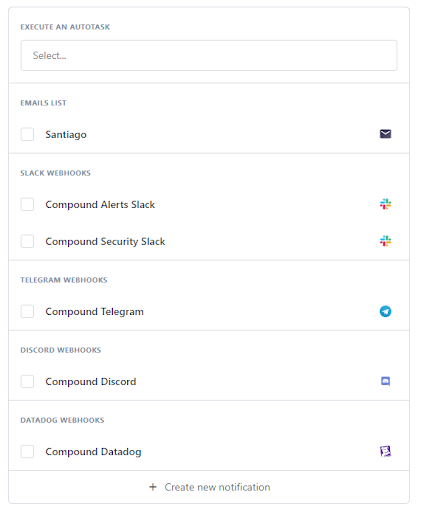 EXECUTE AN AUTOTASK
Select...
EMAILS LIST
Santiago
SLACK WEBHOOKS
Compound Alerts Slack
Compound Security Slack
TELEGRAM WEBHOOKS
Compound Telegram
DISCORD WEBHOOKS
Compound Discord
DATADOG WEBHOOKS
Compound Datadog
+ Create new notification